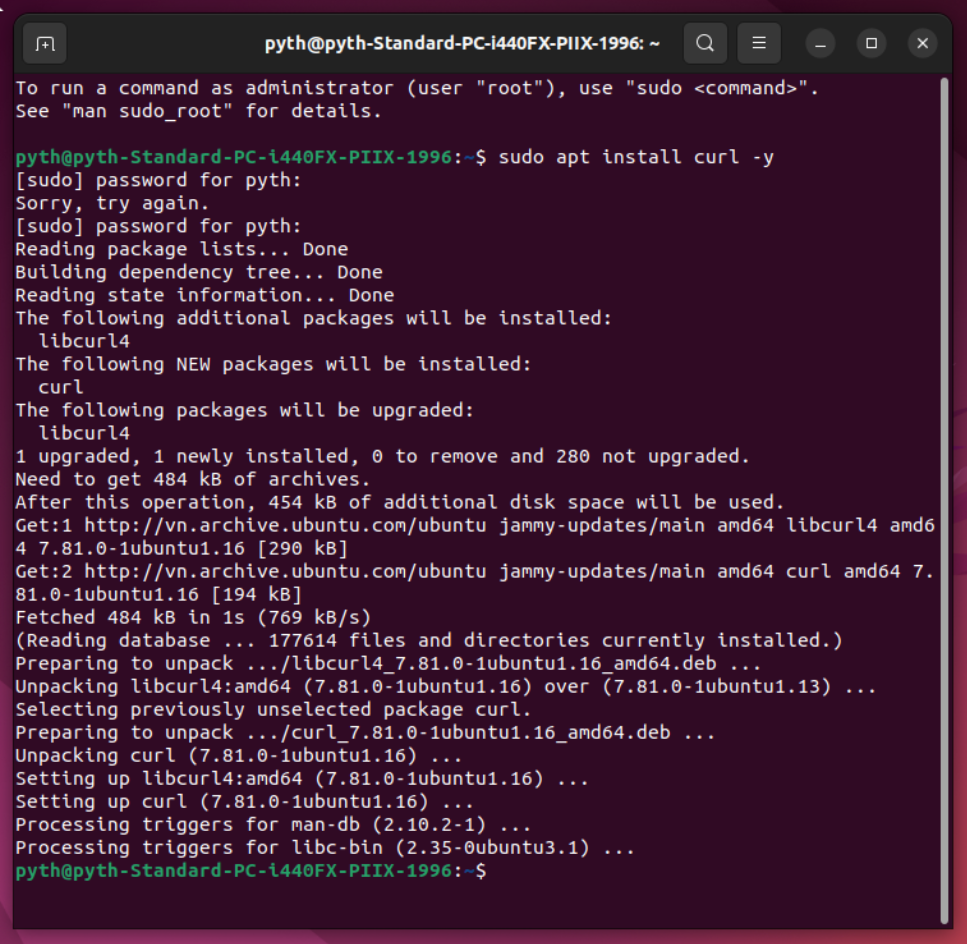 pyth@pyth-Standard-PC-i440FX-PIIX-1996: ~
To run a command as administrator (user "root"), use "sudo <command>".
See "man sudo_root" for details.
pyth@pyth-Standard-PC-i440FX-PIIX-1996:~$ sudo apt install curl -y
[sudo] password for pyth:
Sorry, try again.
[sudo] password for pyth:
Reading package lists... Done
Building dependency tree... Done
Reading state information... Done
The following additional packages will be installed:
  libcurl4
The following NEW packages will be installed:
  curl
The following packages will be upgraded:
  libcurl4
1 upgraded, 1 newly installed, 0 to remove and 280 not upgraded.
Need to get 484 kB of archives.
After this operation, 454 kB of additional disk space will be used.
Get:1 http://vn.archive.ubuntu.com/ubuntu jammy-updates/main amd64 libcurl4 amd6
4 7.81.0-1ubuntu1.16 [290 kB]
Get:2 http://vn.archive.ubuntu.com/ubuntu jammy-updates/main amd64 curl amd64 7.
81.0-1ubuntu1.16 [194 kB]
Fetched 484 kB in 1s (769 kB/s)
(Reading database ... 177614 files and directories currently installed.)
Preparing to unpack .../libcurl4_7.81.0-1ubuntu1.16_amd64.deb ...
Unpacking libcurl4:amd64 (7.81.0-1ubuntu1.16) over (7.81.0-1ubuntu1.13) ...
Selecting previously unselected package curl.
Preparing to unpack .../curl_7.81.0-1ubuntu1.16_amd64.deb ...
Unpacking curl (7.81.0-1ubuntu1.16) ...
Setting up libcurl4:amd64 (7.81.0-1ubuntu1.16) ...
Setting up curl (7.81.0-1ubuntu1.16) ...
Processing triggers for man-db (2.10.2-1) ...
Processing triggers for libc-bin (2.35-0ubuntu3.1) ...
pyth@pyth-Standard-PC-i440FX-PIIX-1996:~$